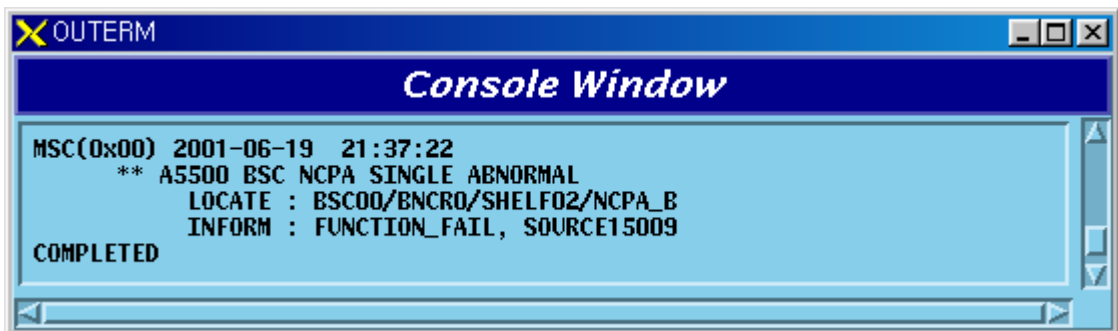 OUTERM
Console Window
MSC(0x00) 2001-06-19 21:37:22
** A5500 BSC NCPA SINGLE ABNORMAL
LOCATE : BSC00/BNCR0/SHELF02/NCPA_B
INFORM : FUNCTION_FAIL, SOURCE15009
COMPLETED